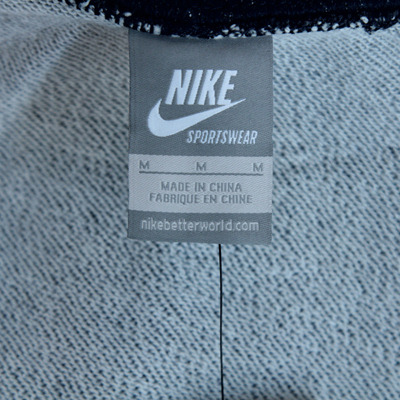 NIKE
SPORTSWEAR
M M M
MADE IN CHINA
FABRIQUE EN CHINE
nikebetterworld.com